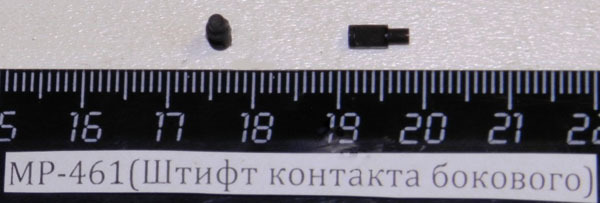 5 16 17 18 19 20 21 22
МР-461(Штифт контакта бокового)